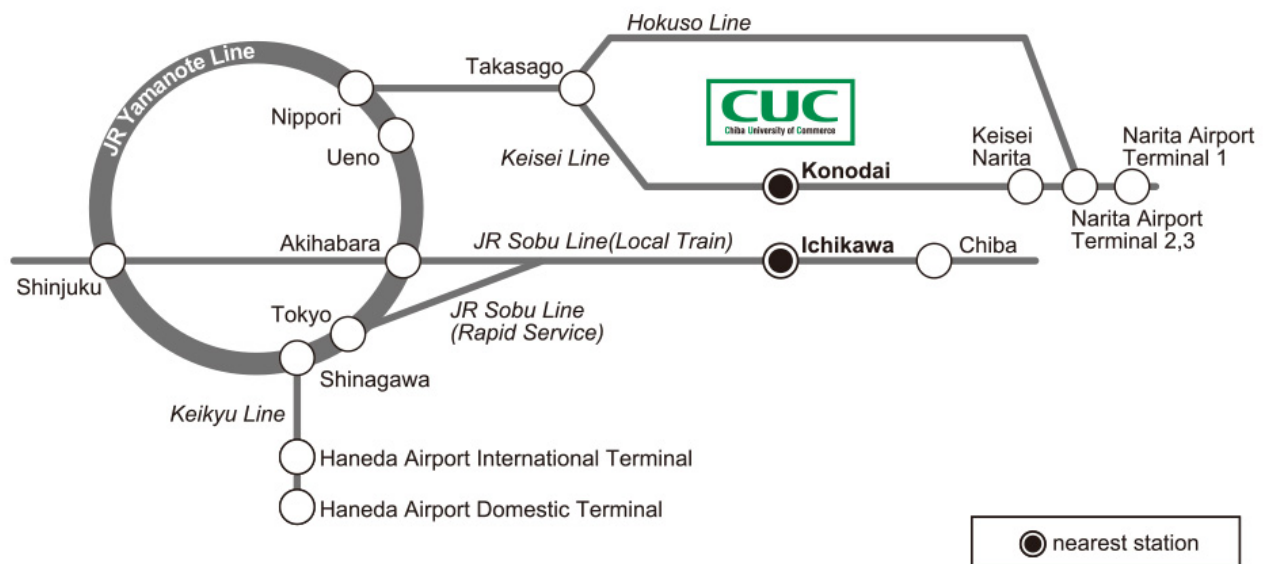 Hokuso Line
JR Yamanote Line
Takasago
CUC
Chiba University of Commerce
Nippori
Ueno
Keisei Line
Konodai
Keisei
Narita
Narita Airport
Terminal 1
Narita Airport
Terminal 2,3
Akihabara
JR Sobu Line(Local Train)
Ichikawa
Chiba
Shinjuku
Tokyo
JR Sobu Line
(Rapid Service)
Shinagawa
Keikyu Line
Haneda Airport International Terminal
Haneda Airport Domestic Terminal
nearest station